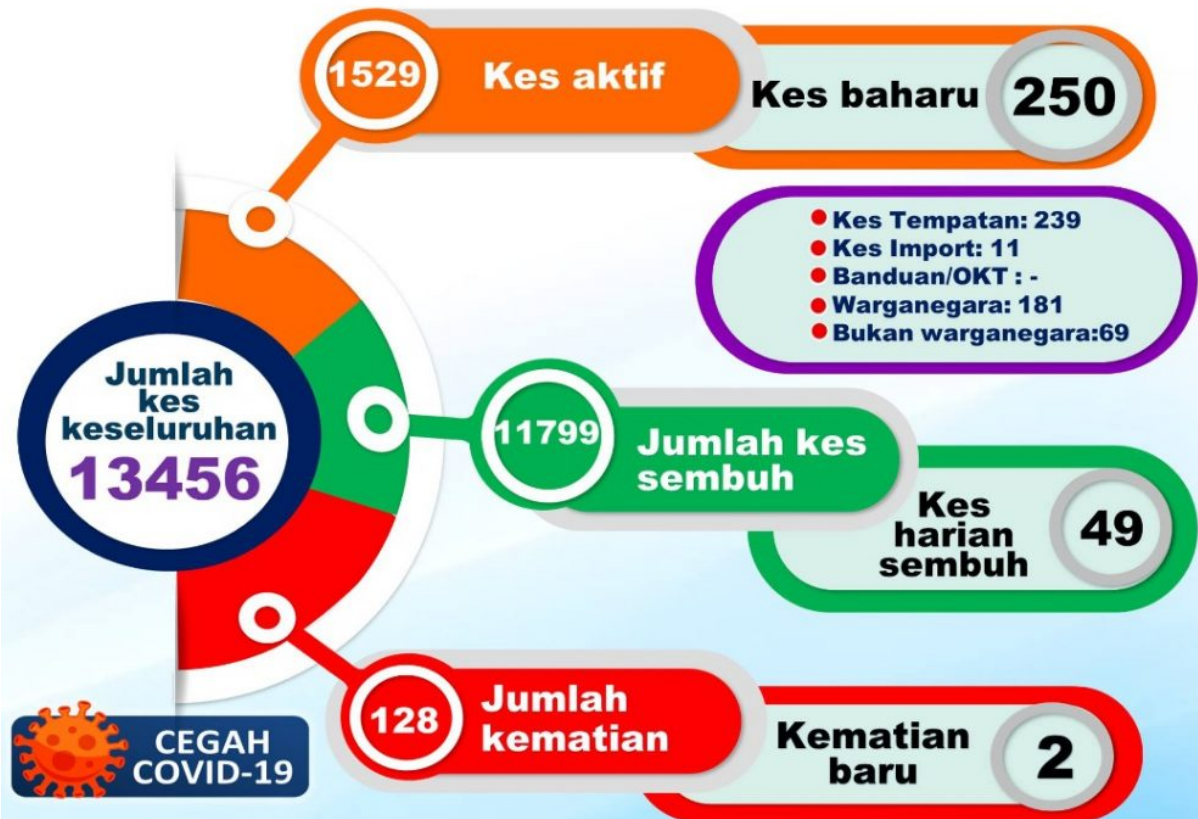 1529
Kes aktif
Kes baharu
250
Kes Tempatan: 239
Kes Import: 11
Banduan/OKT : -
Warganegara: 181
Bukan warganegara:69
Jumlah
kes
keseluruhan
13456
11799
Jumlah kes
sembuh
Kes
harian
sembuh
49
128
Jumlah
kematian
Kematian
baru
2
CEGAH
COVID-19